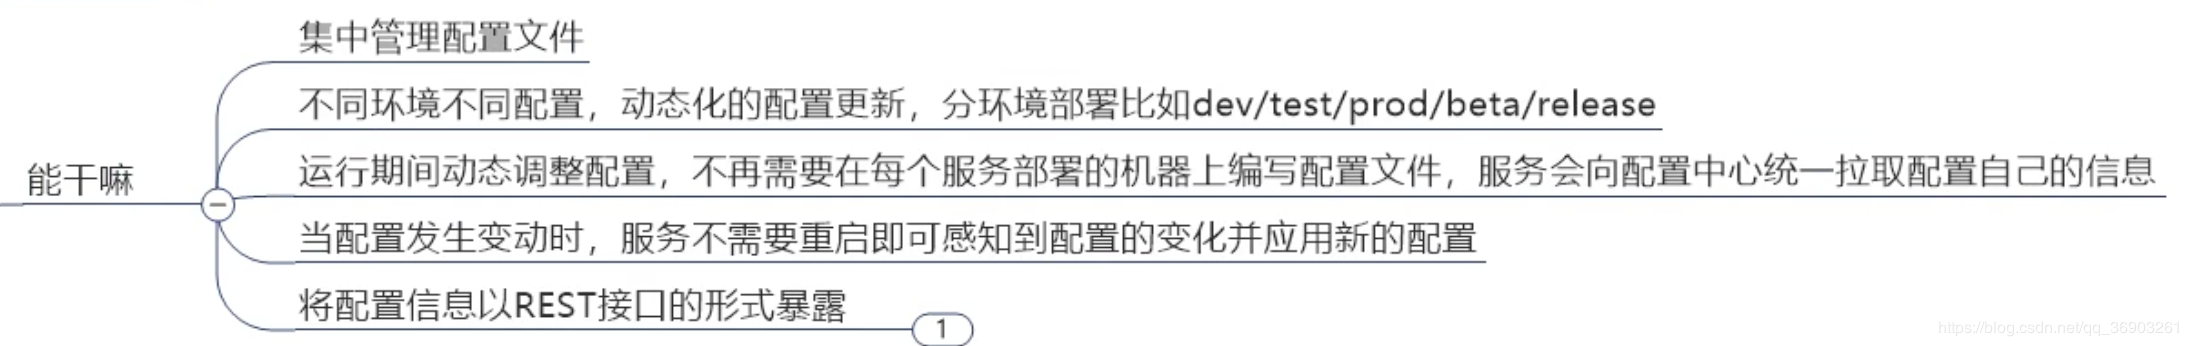 集中管理配置文件
不同环境不同配置，动态化的配置更新，分环境部署比如dev/test/prod/beta/release
能干嘛
运行期间动态调整配置，不再需要在每个服务部署的机器上编写配置文件，服务会向配置中心统一拉取配置自己的信息
当配置发生变动时，服务不需要重启即可感知到配置的变化并应用新的配置
将配置信息以REST接口的形式暴露
1
https://blog.csdn.net/qq_36903261